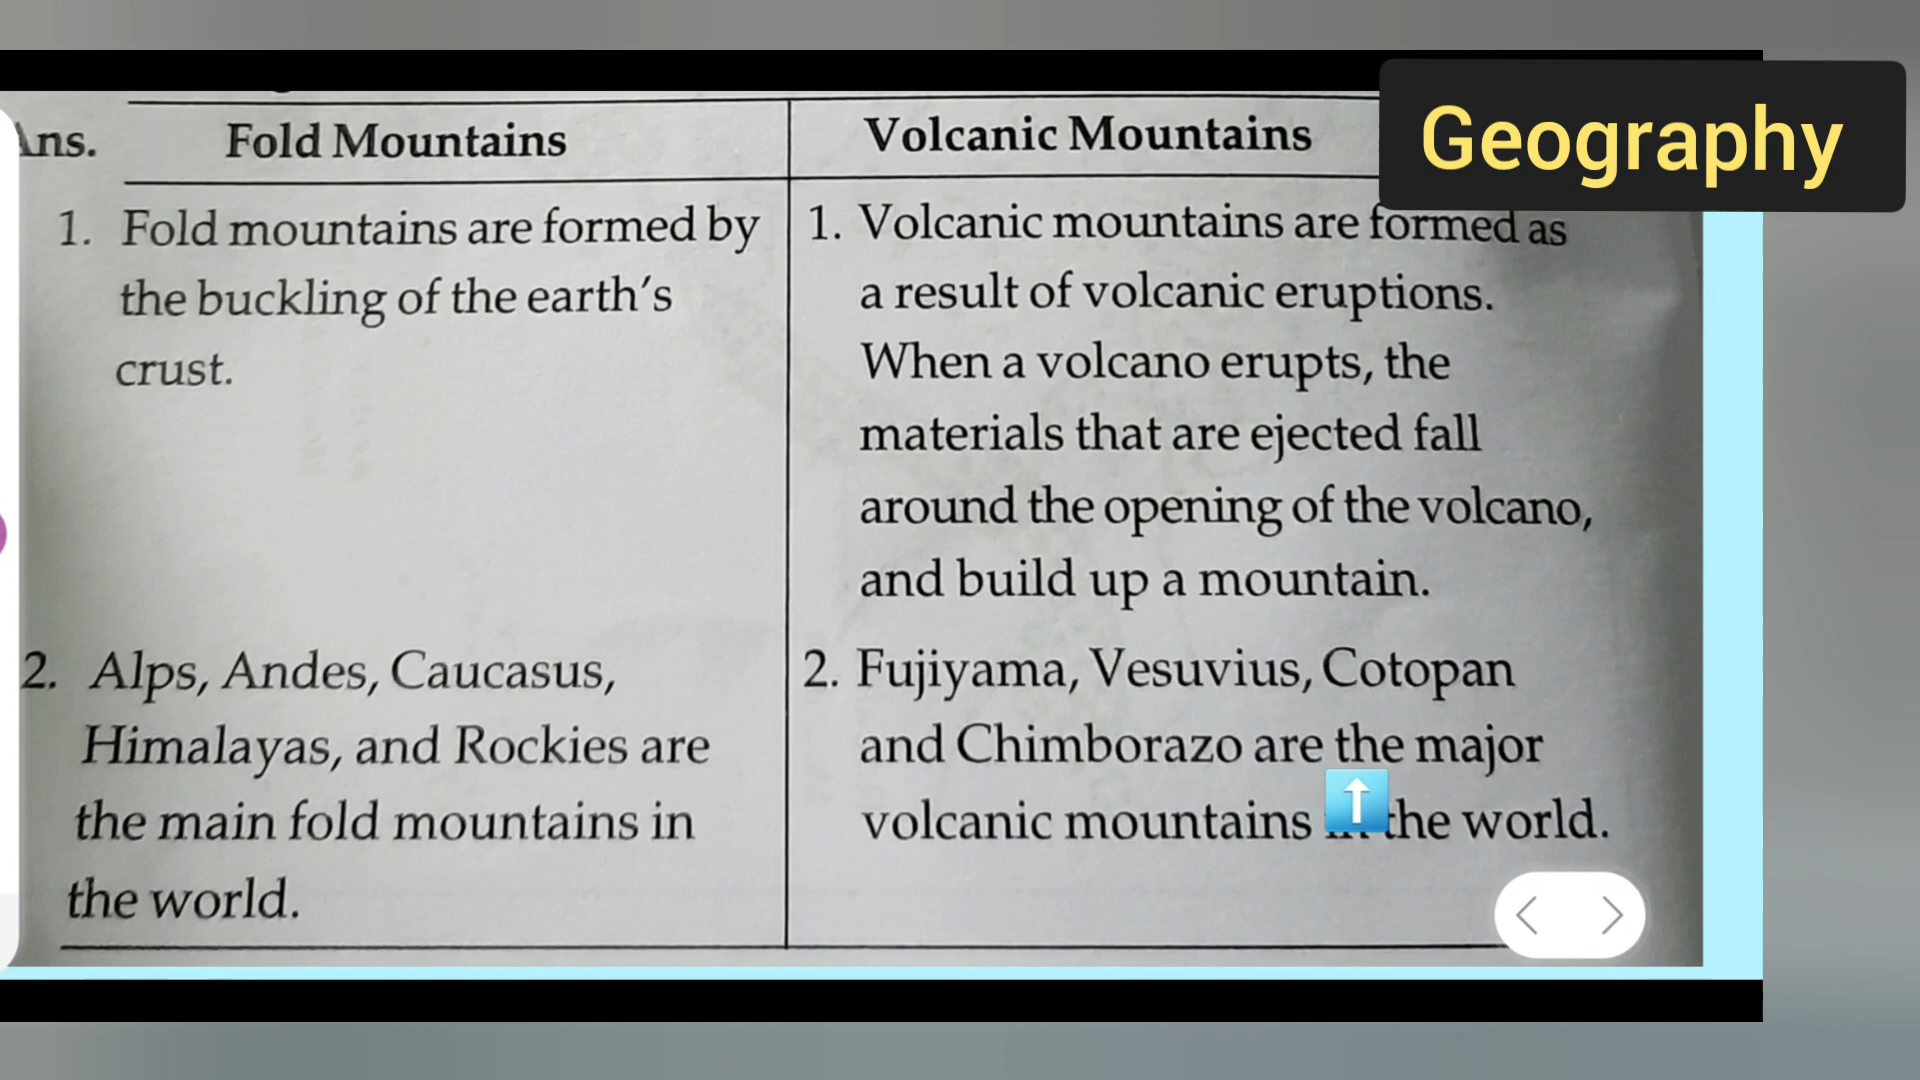 Geography
Ans.
Fold Mountains
1. Fold mountains are formed by
the buckling of the earth's
crust.
2. Alps, Andes, Caucasus,
Himalayas, and Rockies are
the main fold mountains in
the world.
Volcanic Mountains
1. Volcanic mountains are formed as
a result of volcanic eruptions.
When a volcano erupts, the
materials that are ejected fall
around the opening of the volcano,
and build up a mountain.
2. Fujiyama, Vesuvius, Cotopan
and Chimborazo are the major
volcanic mountains in the world.